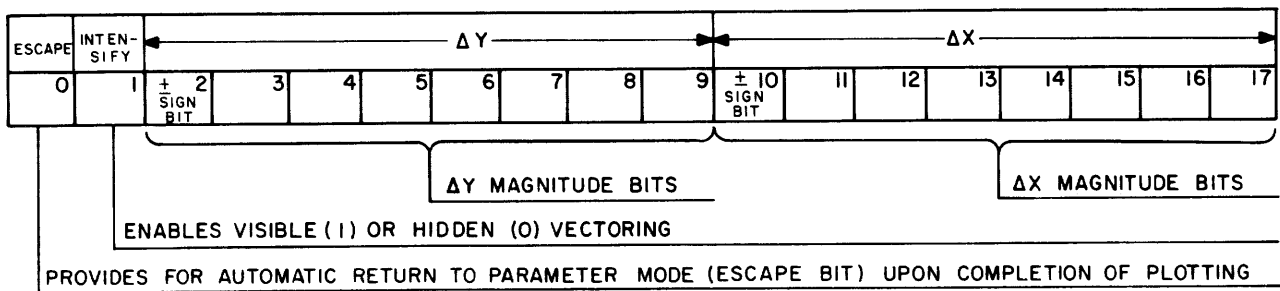 ESCAPE INTEN-SIFY ΔY ΔX
0 1 ± SIGN BIT 2 3 4 5 6 7 8 9 ± SIGN BIT 10 11 12 13 14 15 16 17
ΔY MAGNITUDE BITS ΔX MAGNITUDE BITS
ENABLES VISIBLE (1) OR HIDDEN (0) VECTORING
PROVIDES FOR AUTOMATIC RETURN TO PARAMETER MODE (ESCAPE BIT) UPON COMPLETION OF PLOTTING